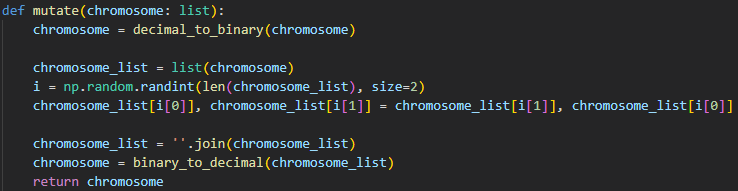 def mutate(chromosome: list):
    chromosome = decimal_to_binary(chromosome)

    chromosome_list = list(chromosome)
    i = np.random.randint(len(chromosome_list), size=2)
    chromosome_list[i[0]], chromosome_list[i[1]] = chromosome_list[i[1]], chromosome_list[i[0]]

    chromosome_list = ''.join(chromosome_list)
    chromosome = binary_to_decimal(chromosome_list)
    return chromosome